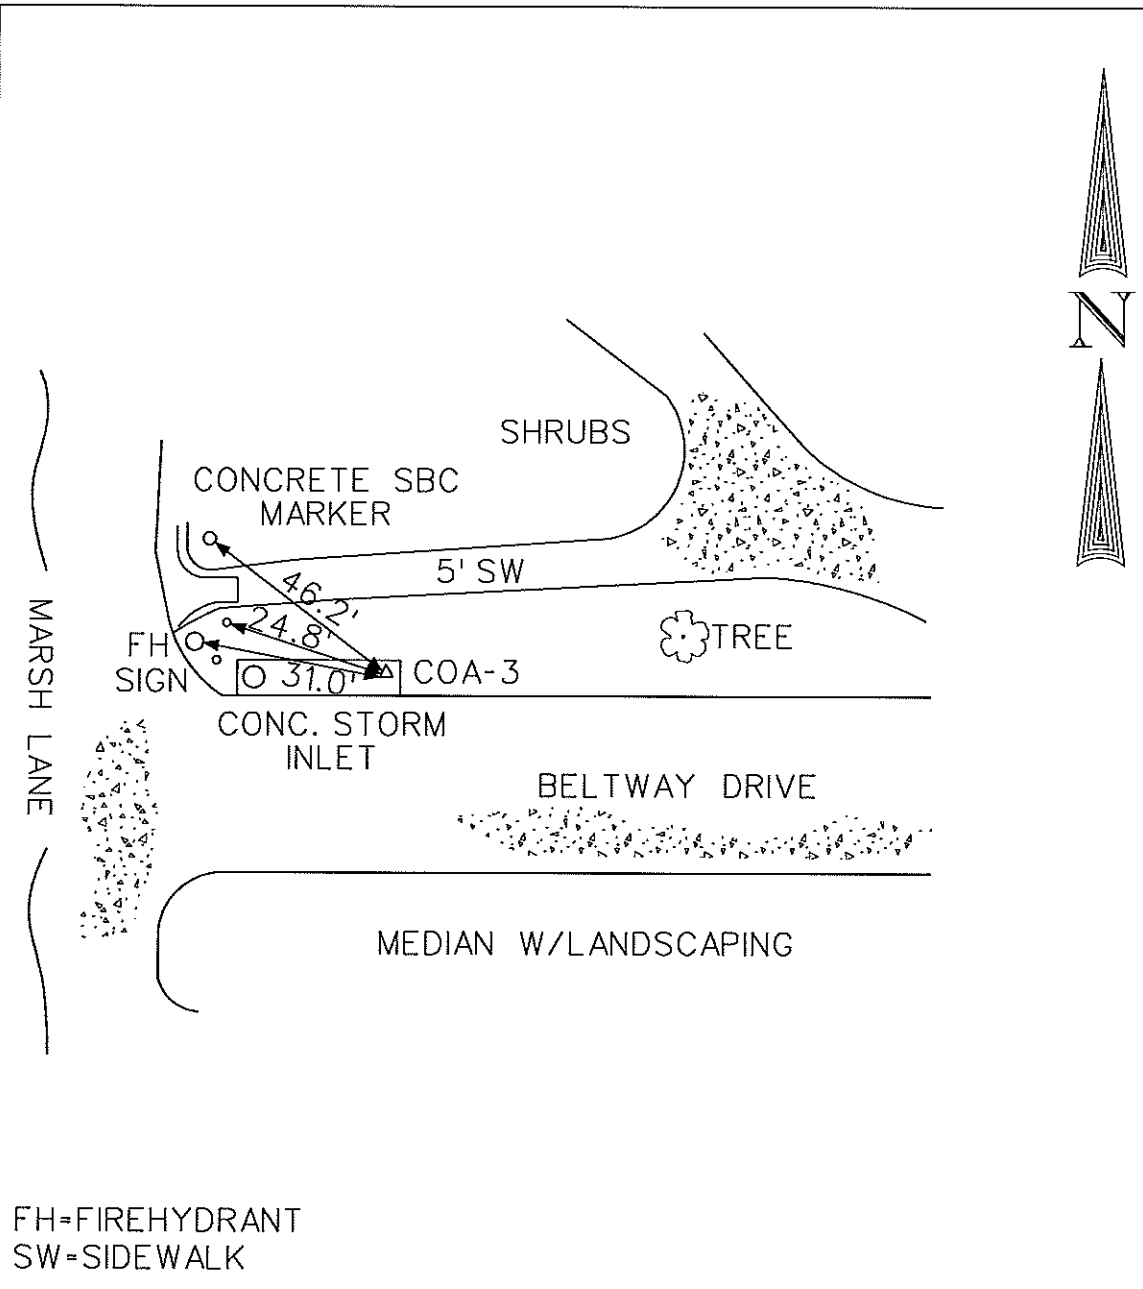 N
SHRUBS
CONCRETE SBC
MARKER
5' SW
46.2'
24.8'
FH
SIGN
TREE
31.0'
COA-3
MARSH LANE
CONC. STORM
INLET
BELTWAY DRIVE
MEDIAN W/LANDSCAPING
FH=FIREHYDRANT
SW=SIDEWALK